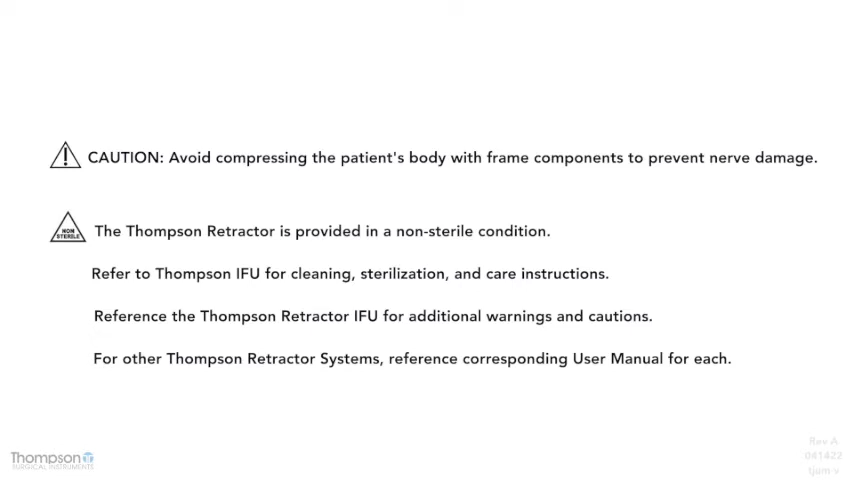 CAUTION: Avoid compressing the patient's body with frame components to prevent nerve damage.
NON
STERILE
The Thompson Retractor is provided in a non-sterile condition.
Refer to Thompson IFU for cleaning, sterilization, and care instructions.
Reference the Thompson Retractor IFU for additional warnings and cautions.
For other Thompson Retractor Systems, reference corresponding User Manual for each.
Thompson
SURGICAL INSTRUMENTS
Rev A
041422
tjum-v